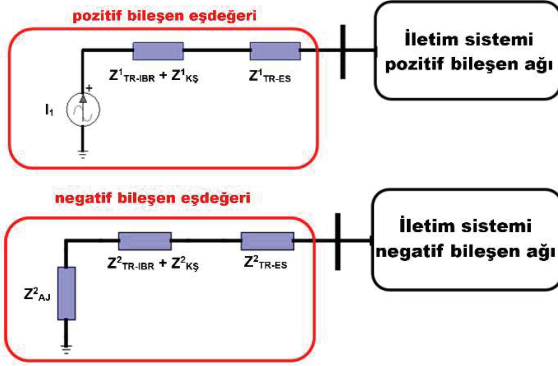 pozitif bileşen eşdeğeri
Z¹TR-IBR + Z¹KŞ
Z¹TR-ES
I₁
+
İletim sistemi
pozitif bileşen ağı
negatif bileşen eşdeğeri
Z²TR-IBR + Z²KŞ
Z²TR-ES
Z²AJ
İletim sistemi
negatif bileşen ağı